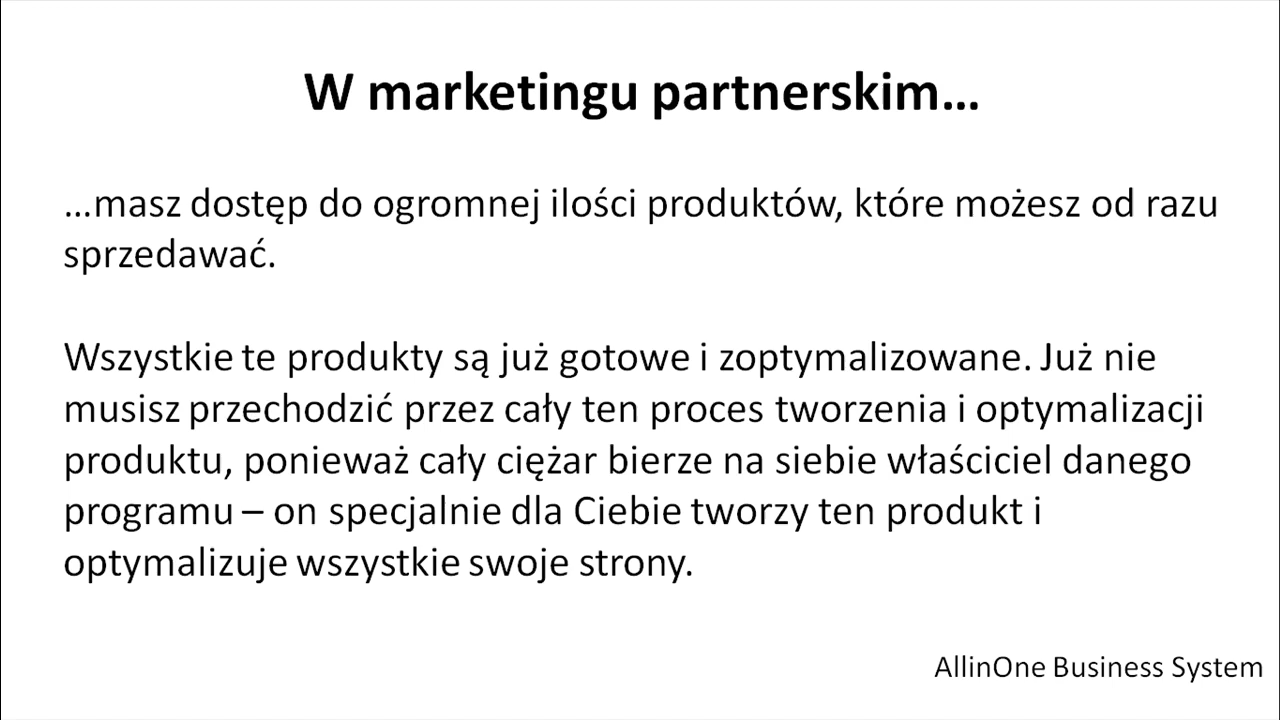 W marketingu partnerskim...
...masz dostęp do ogromnej ilości produktów, które możesz od razu
sprzedawać.
Wszystkie te produkty są już gotowe i zoptymalizowane. Już nie
musisz przechodzić przez cały ten proces tworzenia i optymalizacji
produktu, ponieważ cały ciężar bierze na siebie właściciel danego
programu – on specjalnie dla Ciebie tworzy ten produkt i
optymalizuje wszystkie swoje strony.
AllinOne Business System